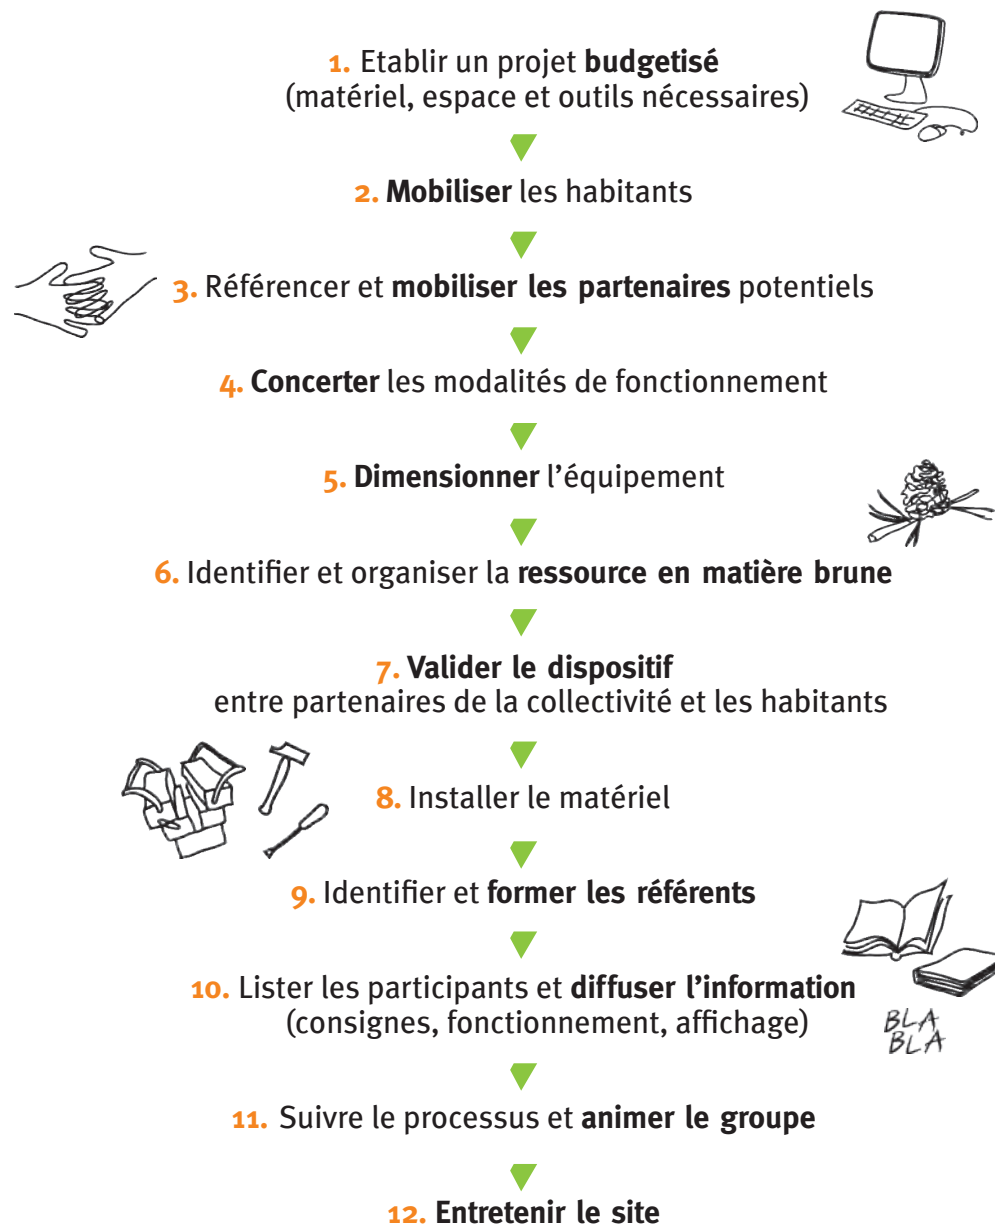 1. Etablir un projet budgetisé
(matériel, espace et outils nécessaires)
2. Mobiliser les habitants
3. Référencer et mobiliser les partenaires potentiels
4. Concerter les modalités de fonctionnement
5. Dimensionner l'équipement
6. Identifier et organiser la ressource en matière brune
7. Valider le dispositif
entre partenaires de la collectivité et les habitants
8. Installer le matériel
9. Identifier et former les référents
10. Lister les participants et diffuser l'information
(consignes, fonctionnement, affichage)
BLA
BLA
11. Suivre le processus et animer le groupe
12. Entretenir le site